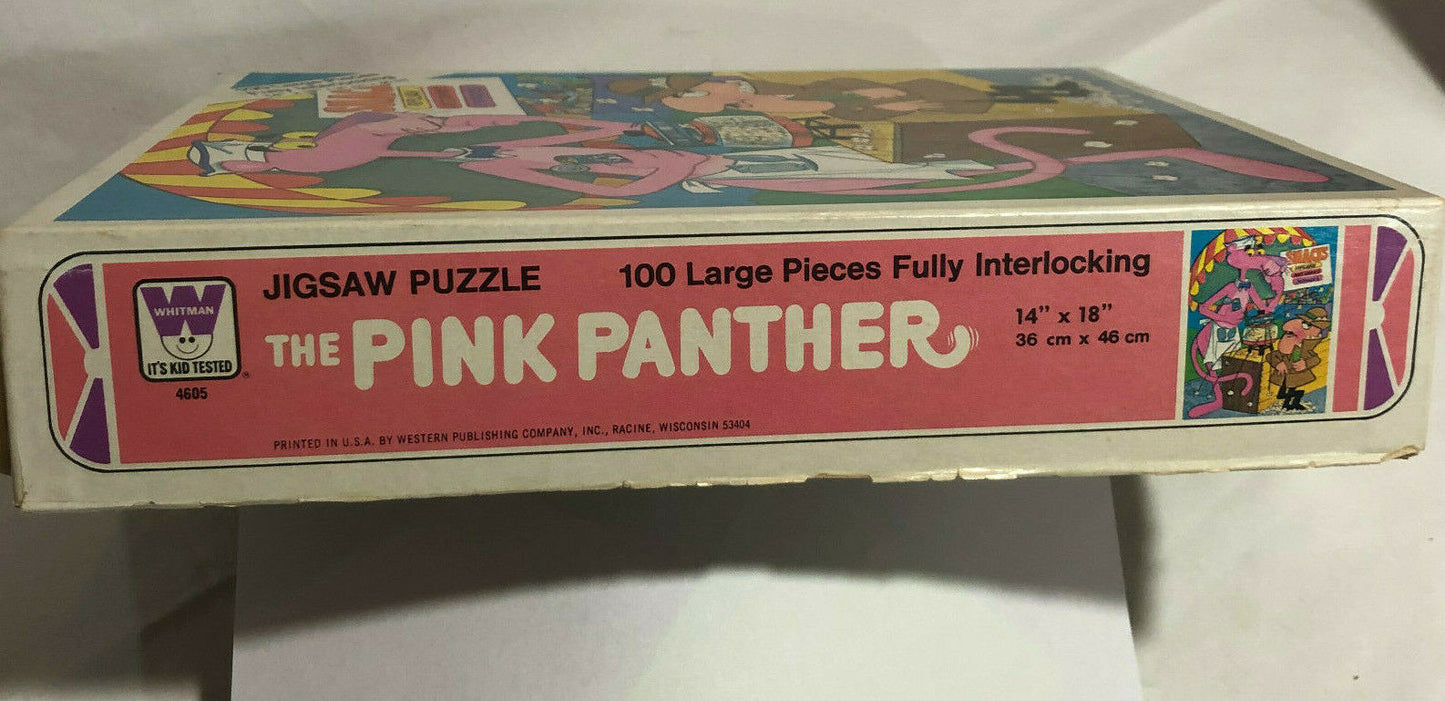 JIGSAW PUZZLE
100 Large Pieces Fully Interlocking
WHITMAN
W
IT'S KID TESTED
®
4605
THE PINK PANTHER
14” x 18”
36 cm x 46 cm
PRINTED IN U.S.A. BY WESTERN PUBLISHING COMPANY, INC., RACINE, WISCONSIN 53404
SNACKS